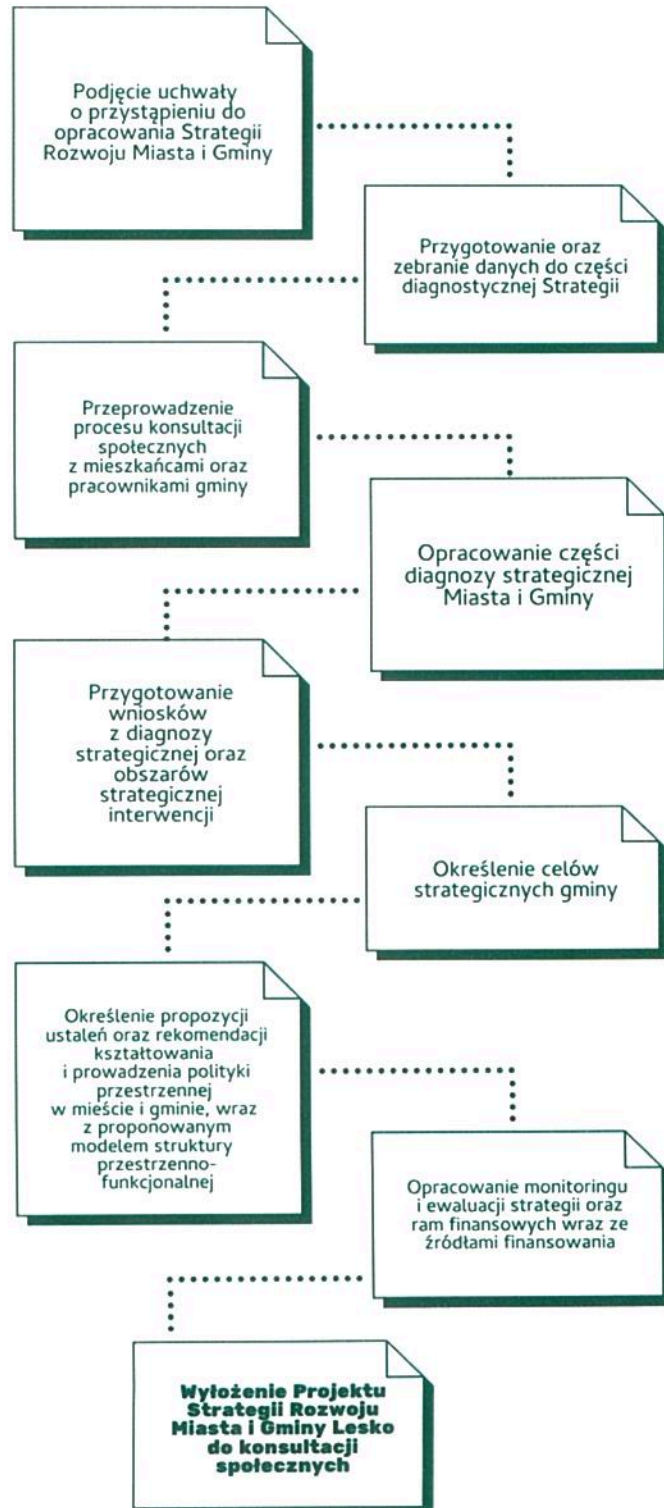 Podjęcie uchwały
o przystąpieniu do
opracowania Strategii
Rozwoju Miasta i Gminy
Przygotowanie oraz
zebranie danych do części
diagnostycznej Strategii
Przeprowadzenie
procesu konsultacji
społecznych
z mieszkańcami oraz
pracownikami gminy
Opracowanie części
diagnozy strategicznej
Miasta i Gminy
Przygotowanie
wniosków
z diagnozy
strategicznej oraz
obszarów
strategicznej
interwencji
Określenie celów
strategicznych gminy
Określenie propozycji
ustaleń oraz rekomendacji
kształtowania
i prowadzenia polityki
przestrzennej
w mieście i gminie, wraz
z proponowanym
modelem struktury
przestrzenno-
funkcjonalnej
Opracowanie monitoringu
i ewaluacji strategii oraz
ram finansowych wraz ze
źródłami finansowania
Wyłożenie Projektu
Strategii Rozwoju
Miasta i Gminy Lesko
do konsultacji
społecznych